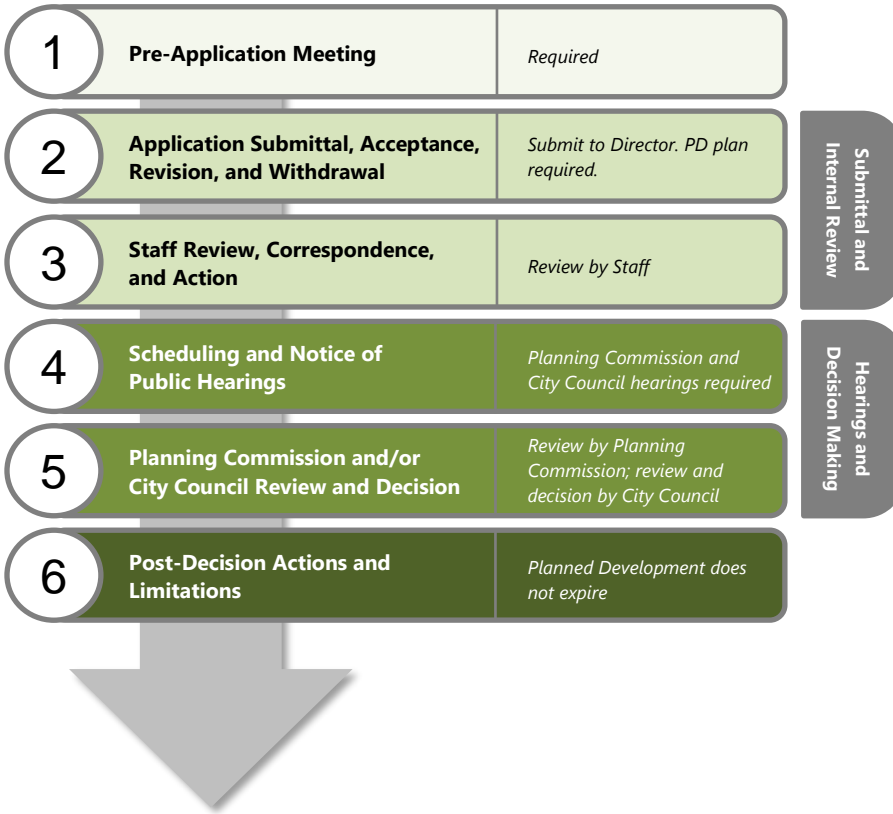 1
Pre-Application Meeting
Required
2
Application Submittal, Acceptance,
Revision, and Withdrawal
Submit to Director. PD plan
required.
3
Staff Review, Correspondence,
and Action
Review by Staff
Submittal and
Internal Review
4
Scheduling and Notice of
Public Hearings
Planning Commission and
City Council hearings required
5
Planning Commission and/or
City Council Review and Decision
Review by Planning
Commission; review and
decision by City Council
Hearings and
Decision Making
6
Post-Decision Actions and
Limitations
Planned Development does
not expire